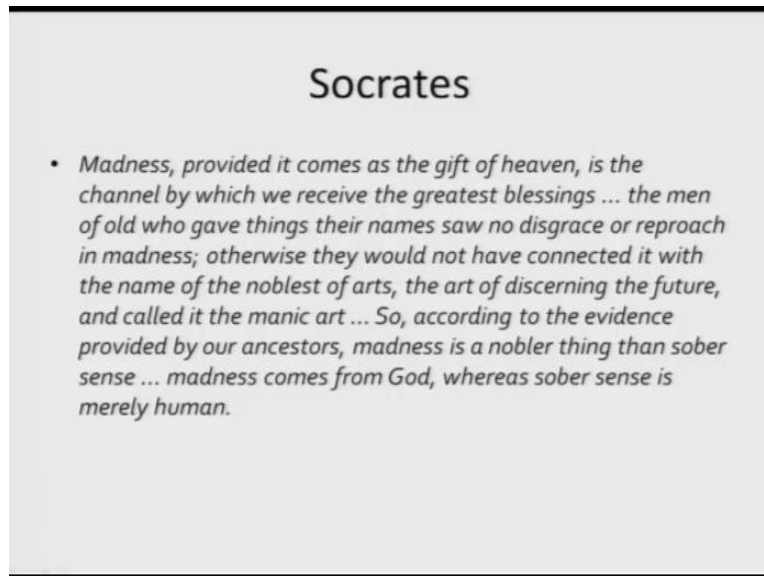 Socrates
• Madness, provided it comes as the gift of heaven, is the
channel by which we receive the greatest blessings ... the men
of old who gave things their names saw no disgrace or reproach
in madness; otherwise they would not have connected it with
the name of the noblest of arts, the art of discerning the future,
and called it the manic art ... So, according to the evidence
provided by our ancestors, madness is a nobler thing than sober
sense ... madness comes from God, whereas sober sense is
merely human.